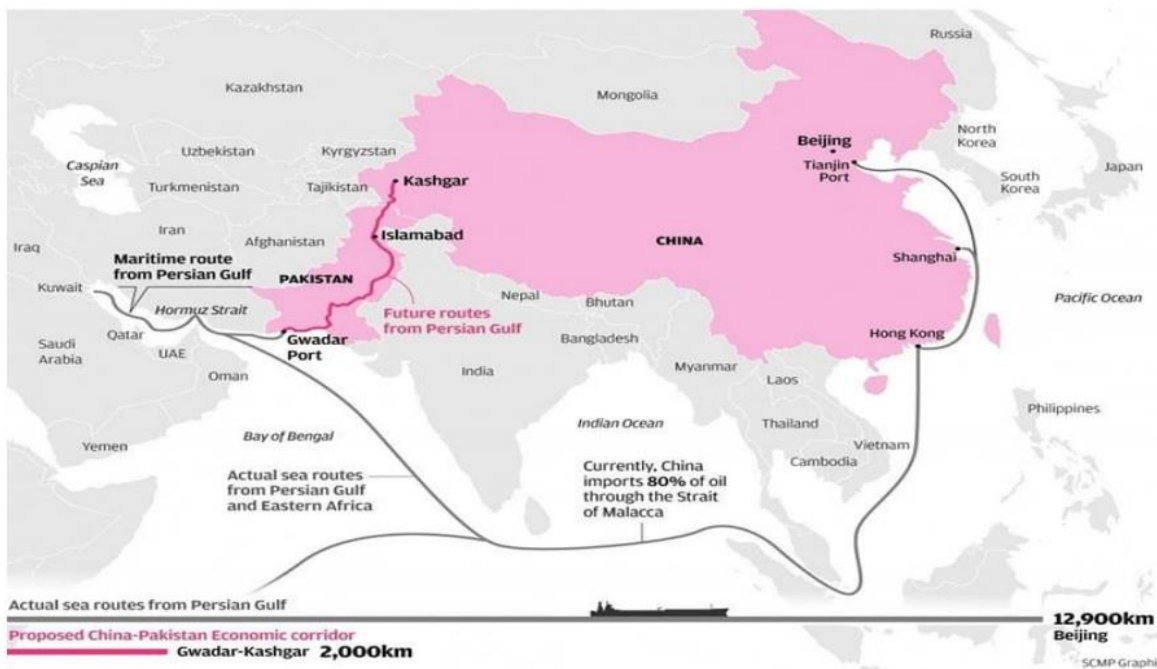 Russia
Kazakhstan
Mongolia
Beijing
North
Korea
Uzbekistan
Kyrgyzstan
Caspian
Sea
Tianjin
Port
Japan
South
Korea
Turkmenistan
Tajikistan
Kashgar
Iran
Afghanistan
Islamabad
CHINA
Iraq
Maritime route
from Persian Gulf
PAKISTAN
Shanghai
Kuwait
Nepal
Bhutan
Pacific Ocean
Hormuz Strait
Future routes
from Persian Gulf
Qatar
Gwadar
Port
Bangladesh
Hong Kong
Saudi
Arabia
UAE
India
Myanmar
Oman
Laos
Philippines
Bay of Bengal
Indian Ocean
Thailand
Yemen
Vietnam
Cambodia
Actual sea routes
from Persian Gulf
and Eastern Africa
Currently, China
imports 80% of oil
through the Strait
of Malacca
Actual sea routes from Persian Gulf
12,900km
Beijing
Proposed China-Pakistan Economic corridor
Gwadar-Kashgar 2,000km
SCMP Graphi